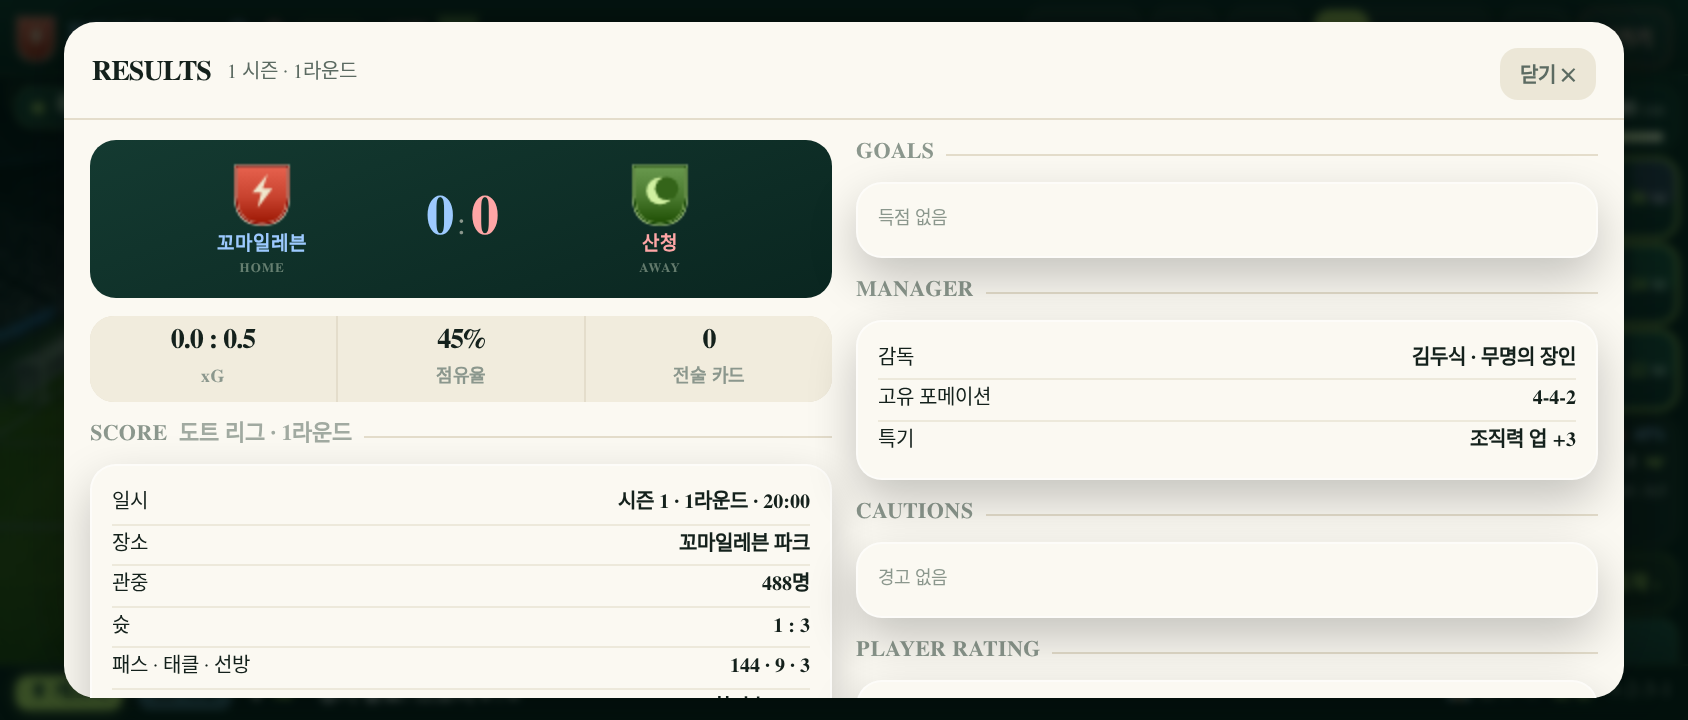 RESULTS 1 시즌 · 1라운드
닫기 ×
꼬마일레븐
HOME
0 : 0
산청
AWAY
0.0 : 0.5
xG
45%
점유율
0
전술 카드
SCORE 도트 리그 · 1라운드
일시 시즌 1 · 1라운드 · 20:00
장소 꼬마일레븐 파크
관중 488명
슛 1 : 3
패스 · 태클 · 선방 144 · 9 · 3
GOALS
득점 없음
MANAGER
감독 김두식 · 무명의 장인
고유 포메이션 4-4-2
특기 조직력 업 +3
CAUTIONS
경고 없음
PLAYER RATING